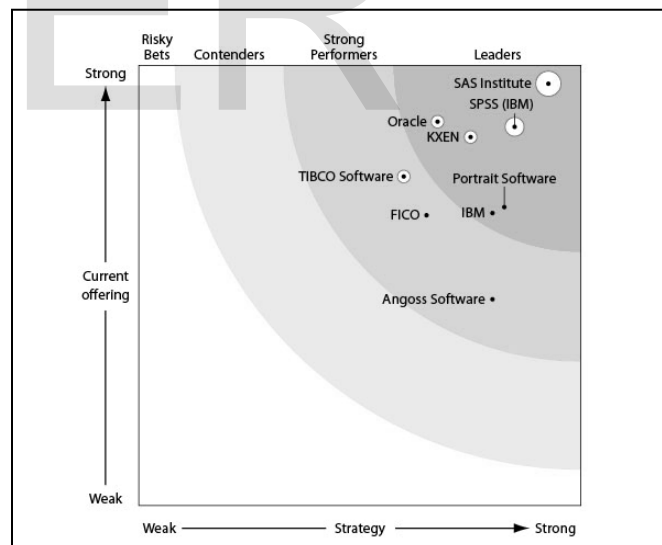 ER
Risky
Bets
Contenders
Strong
Performers
Leaders
Strong
SAS Institute
SPSS (IBM)
Oracle
KXEN
TIBCO Software
Portrait Software
FICO
IBM
Current
offering
Angoss Software
Weak
Weak
Strategy
Strong